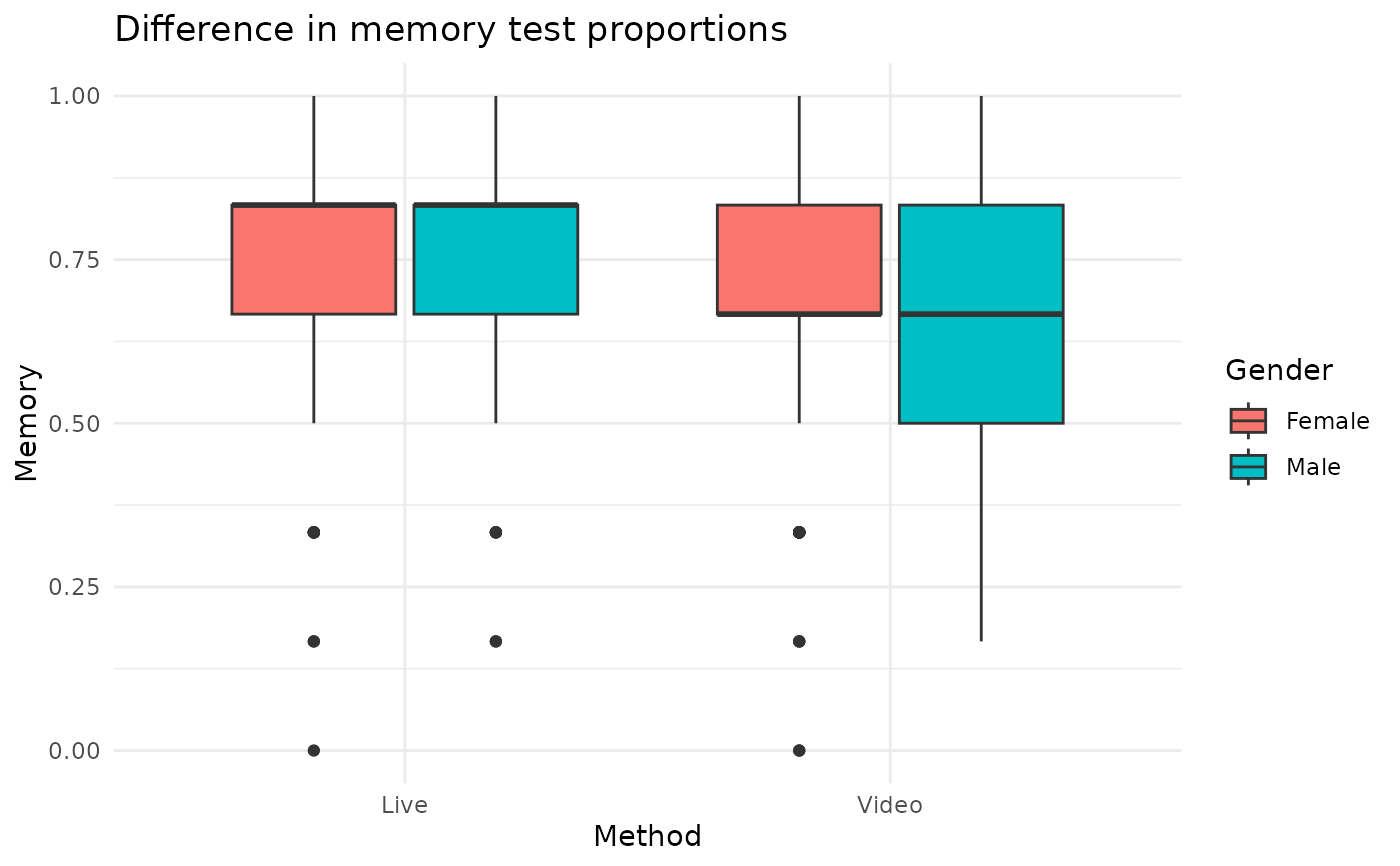 Difference in memory test proportions
1.00
0.75
0.50
0.25
0.00
Memory
Live
Video
Method
Gender
Female
Male